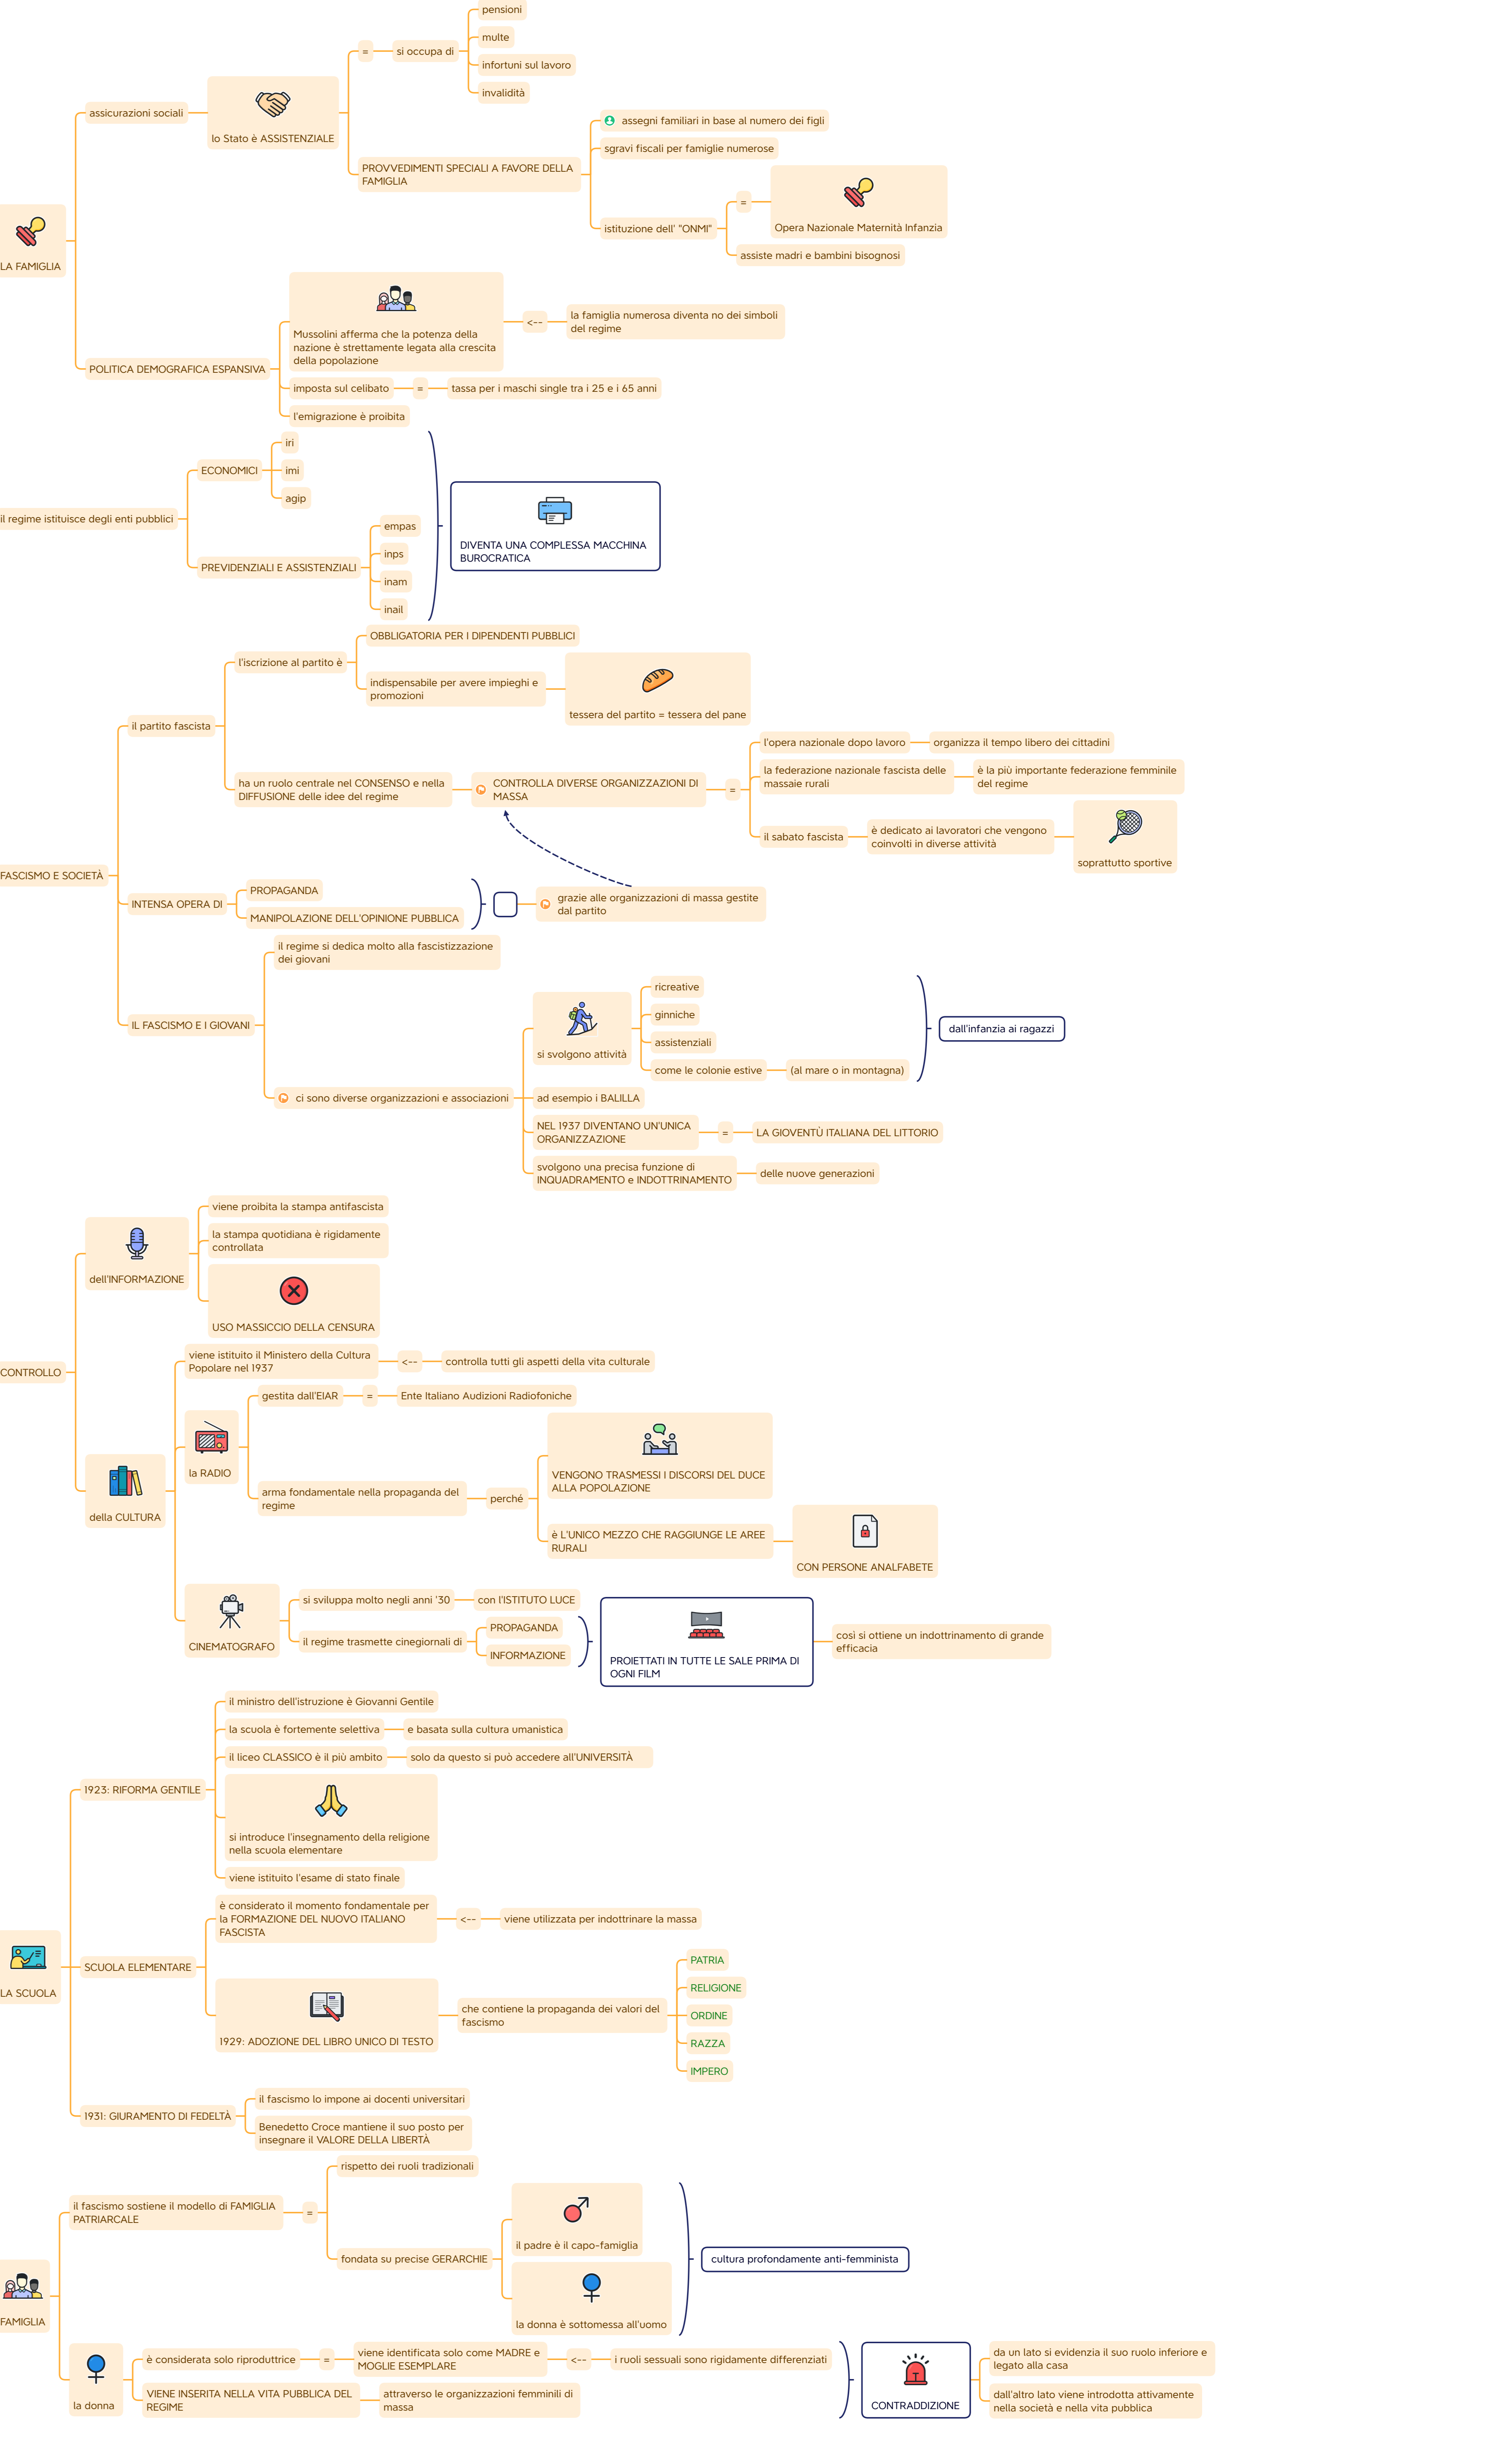 pensioni
multe
=
si occupa di
infortuni sul lavoro
invalidità
assicurazioni sociali
lo Stato è ASSISTENZIALE
assegni familiari in base al numero dei figli
sgravi fiscali per famiglie numerose
PROVVEDIMENTI SPECIALI A FAVORE DELLA
FAMIGLIA
=
Opera Nazionale Maternità Infanzia
istituzione dell' "ONMI"
assiste madri e bambini bisognosi
LA FAMIGLIA
Mussolini afferma che la potenza della
nazione è strettamente legata alla crescita
della popolazione
<--
la famiglia numerosa diventa no dei simboli
del regime
POLITICA DEMOGRAFICA ESPANSIVA
imposta sul celibato
=
tassa per i maschi single tra i 25 e i 65 anni
l'emigrazione è proibita
iri
ECONOMICI
imi
agip
il regime istituisce degli enti pubblici
empas
inps
PREVIDENZIALI E ASSISTENZIALI
inam
inail
DIVENTA UNA COMPLESSA MACCHINA
BUROCRATICA
OBBLIGATORIA PER I DIPENDENTI PUBBLICI
l'iscrizione al partito è
indispensabile per avere impieghi e
promozioni
tessera del partito = tessera del pane
il partito fascista
l'opera nazionale dopo lavoro
organizza il tempo libero dei cittadini
la federazione nazionale fascista delle
massaie rurali
è la più importante federazione femminile
del regime
ha un ruolo centrale nel CONSENSO e nella
DIFFUSIONE delle idee del regime
CONTROLLA DIVERSE ORGANIZZAZIONI DI
MASSA
=
il sabato fascista
è dedicato ai lavoratori che vengono
coinvolti in diverse attività
soprattutto sportive
FASCISMO E SOCIETÀ
INTENSA OPERA DI
PROPAGANDA
MANIPOLAZIONE DELL'OPINIONE PUBBLICA
grazie alle organizzazioni di massa gestite
dal partito
il regime si dedica molto alla fascistizzazione
dei giovani
IL FASCISMO E I GIOVANI
ricreative
ginniche
si svolgono attività
assistenziali
come le colonie estive
(al mare o in montagna)
dall'infanzia ai ragazzi
ci sono diverse organizzazioni e associazioni
ad esempio i BALILLA
NEL 1937 DIVENTANO UN'UNICA
ORGANIZZAZIONE
=
LA GIOVENTÙ ITALIANA DEL LITTORIO
svolgono una precisa funzione di
INQUADRAMENTO e INDOTTRINAMENTO
delle nuove generazioni
viene proibita la stampa antifascista
la stampa quotidiana è rigidamente
controllata
dell'INFORMAZIONE
USO MASSICCIO DELLA CENSURA
CONTROLLO
viene istituito il Ministero della Cultura
Popolare nel 1937
<--
controlla tutti gli aspetti della vita culturale
gestita dall'EIAR
=
Ente Italiano Audizioni Radiofoniche
la RADIO
VENGONO TRASMESSI I DISCORSI DEL DUCE
ALLA POPOLAZIONE
arma fondamentale nella propaganda del
regime
perché
è L'UNICO MEZZO CHE RAGGIUNGE LE AREE
RURALI
CON PERSONE ANALFABETE
della CULTURA
si sviluppa molto negli anni '30
con l'ISTITUTO LUCE
CINEMATOGRAFO
il regime trasmette cinegiornali di
PROPAGANDA
INFORMAZIONE
PROIETTATI IN TUTTE LE SALE PRIMA DI
OGNI FILM
così si ottiene un indottrinamento di grande
efficacia
il ministro dell'istruzione è Giovanni Gentile
la scuola è fortemente selettiva
e basata sulla cultura umanistica
il liceo CLASSICO è il più ambito
solo da questo si può accedere all'UNIVERSITÀ
1923: RIFORMA GENTILE
si introduce l'insegnamento della religione
nella scuola elementare
viene istituito l'esame di stato finale
è considerato il momento fondamentale per
la FORMAZIONE DEL NUOVO ITALIANO
FASCISTA
<--
viene utilizzata per indottrinare la massa
SCUOLA ELEMENTARE
LA SCUOLA
1929: ADOZIONE DEL LIBRO UNICO DI TESTO
che contiene la propaganda dei valori del
fascismo
PATRIA
RELIGIONE
ORDINE
RAZZA
IMPERO
1931: GIURAMENTO DI FEDELTÀ
il fascismo lo impone ai docenti universitari
Benedetto Croce mantiene il suo posto per
insegnare il VALORE DELLA LIBERTÀ
rispetto dei ruoli tradizionali
il fascismo sostiene il modello di FAMIGLIA
PATRIARCALE
=
fondata su precise GERARCHIE
il padre è il capo-famiglia
la donna è sottomessa all'uomo
cultura profondamente anti-femminista
FAMIGLIA
la donna
è considerata solo riproduttrice
=
viene identificata solo come MADRE e
MOGLIE ESEMPLARE
<--
i ruoli sessuali sono rigidamente differenziati
VIENE INSERITA NELLA VITA PUBBLICA DEL
REGIME
attraverso le organizzazioni femminili di
massa
CONTRADDIZIONE
da un lato si evidenzia il suo ruolo inferiore e
legato alla casa
dall'altro lato viene introdotta attivamente
nella società e nella vita pubblica